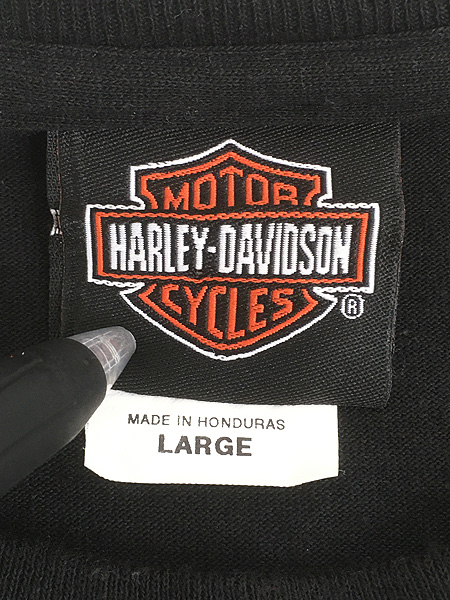 MOTOR
HARLEY-DAVIDSON
CYCLES
®
MADE IN HONDURAS
LARGE